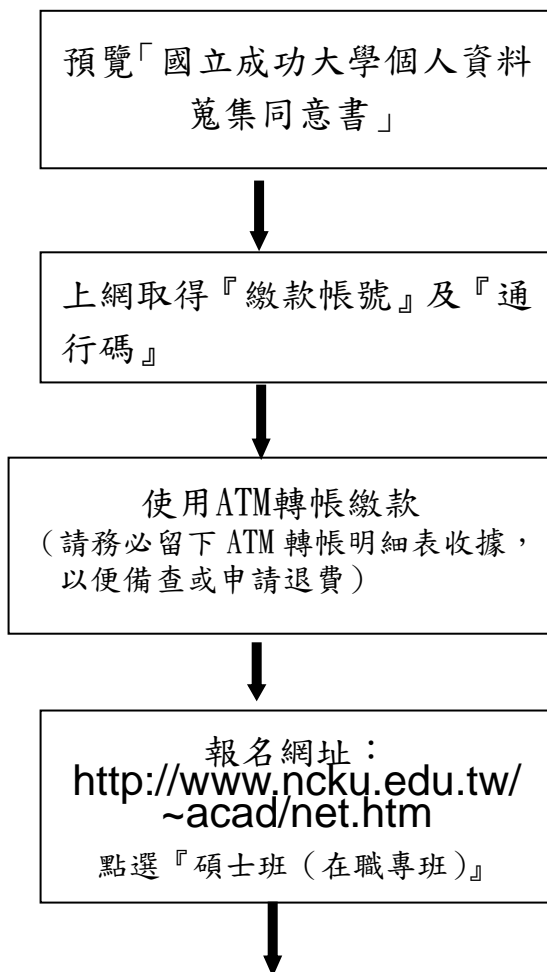 預覽「國立成功大學個人資料
蒐集同意書」
上網取得『繳款帳號』及『通
行碼』
使用ATM轉帳繳款
（請務必留下 ATM 轉帳明細表收據，
以便備查或申請退費）
報名網址：
http://www.ncku.edu.tw/
~acad/net.htm
點選『碩士班（在職專班）』